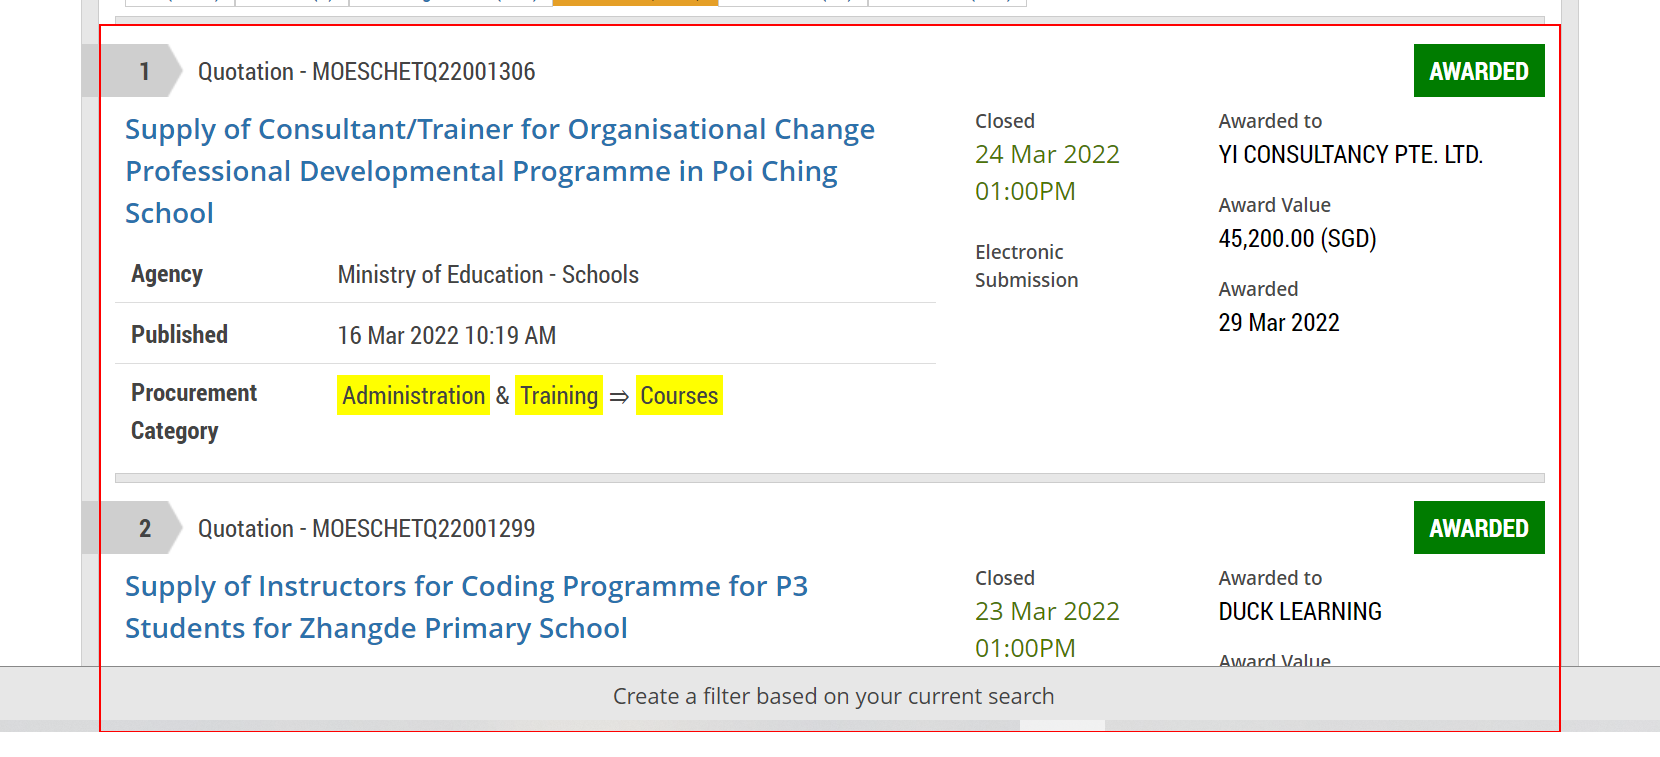 1
Quotation - MOESCHETQ22001306
AWARDED
Supply of Consultant/Trainer for Organisational Change
Professional Developmental Programme in Poi Ching
School
Agency
Ministry of Education - Schools
Published
16 Mar 2022 10:19 AM
Procurement
Category
Administration & Training ⇒ Courses
Closed
24 Mar 2022
01:00PM
Electronic
Submission
Awarded to
YI CONSULTANCY PTE. LTD.
Award Value
45,200.00 (SGD)
Awarded
29 Mar 2022
2
Quotation - MOESCHETQ22001299
AWARDED
Supply of Instructors for Coding Programme for P3
Students for Zhangde Primary School
Closed
23 Mar 2022
01:00PM
Awarded to
DUCK LEARNING
Award Value
Create a filter based on your current search